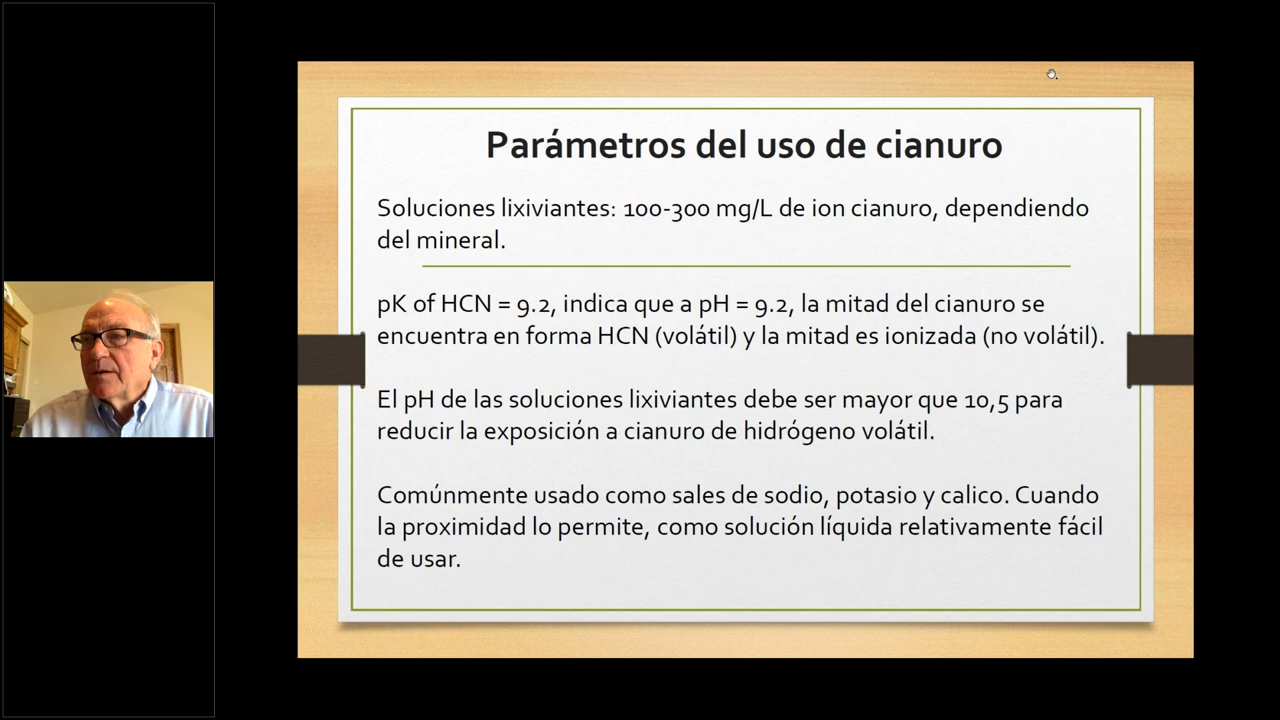 Parámetros del uso de cianuro
Soluciones lixiviantes: 100-300 mg/L de ion cianuro, dependiendo
del mineral.
pK of HCN = 9.2, indica que a pH = 9.2, la mitad del cianuro se
encuentra en forma HCN (volátil) y la mitad es ionizada (no volátil).
El pH de las soluciones lixiviantes debe ser mayor que 10,5 para
reducir la exposición a cianuro de hidrógeno volátil.
Comúnmente usado como sales de sodio, potasio y calico. Cuando
la proximidad lo permite, como solución líquida relativamente fácil
de usar.